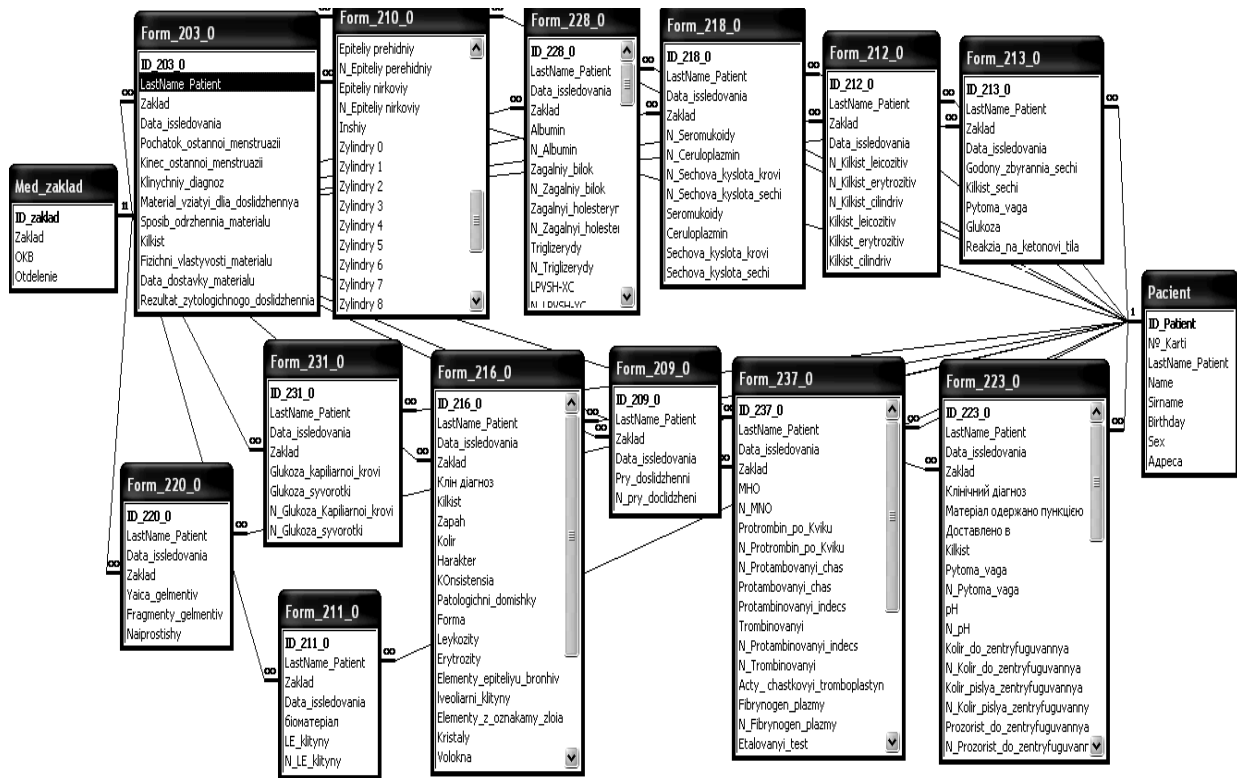 Form_203_0
ID_203_0
LastName_Patient
Zaklad
Data_issledovania
Pochatok_ostannoi_menstruazii
Kinec_ostannoi_menstruazii
Klinychniy_diagnoz
Material_vziatyi_dlia_doslidzhennya
Sposib_odrzhennia_materialu
Kilkist
Fizichni_vlastyvosti_materialu
Data_dostavky_materialu
Rezultat_zytologichnogo_doslidzhennia
Form_210_0
Epiteliy prehidniy
N_Epiteliy perehidniy
Epiteliy nirkoviy
N_Epiteliy nirkoviy
Inshiy
Zylindry 0
Zylindry 1
Zylindry 2
Zylindry 3
Zylindry 4
Zylindry 5
Zylindry 6
Zylindry 7
Zylindry 8
Form_228_0
ID_228_0
LastName_Patient
Data_issledovania
Zaklad
Albumin
N_Albumin
Zagalniy_bilok
N_Zagalniy_bilok
Zagalnyi_holesteryn
N_Zagalnyi_holester
Triglizerydy
N_Triglizerydy
LPVSH-XC
N_LPVSH-XC
Form_218_0
ID_218_0
LastName_Patient
Data_issledovania
Zaklad
N_Seromukoidy
N_Ceruloplazmin
N_Sechova_kyslota_krovi
N_Sechova_kyslota_sechi
Seromukoidy
Ceruloplazmin
Sechova_kyslota_krovi
Sechova_kyslota_sechi
Form_212_0
ID_212_0
LastName_Patient
Zaklad
Data_issledovania
N_Kilkist_leicozitiv
N_Kilkist_erytrozitiv
N_Kilkist_cilindriv
Kilkist_leicozitiv
Kilkist_erytrozitiv
Kilkist_cilindriv
Form_213_0
ID_213_0
LastName_Patient
Zaklad
Data_issledovania
Godony_zbyrannia_sechi
Kilkist_sechi
Pytoma_vaga
Glukoza
Reakzia_na_ketonovi_tila
Med_zaklad
ID_zaklad
Zaklad
OKB
Otdelenie
Pacient
ID_Patient
№_Karti
LastName_Patient
Name
Sirname
Birthday
Sex
Адреса
Form_231_0
ID_231_0
LastName_Patient
Data_issledovania
Zaklad
Glukoza_kapiliarnoi_krovi
Glukoza_syvorotki
N_Glukoza_Kapiliarnoi_krovi
N_Glukoza_syvorotki
Form_216_0
ID_216_0
LastName_Patient
Data_issledovania
Zaklad
Клін діагноз
Kilkist
Zapah
Kolir
Harakter
KOnsistensia
Patologichni_domishky
Forma
Leykozity
Erytrozity
Elementy_epiteliyu_bronhiv
Iveoliarni_klityny
Elementy_z_oznakamy_zloia
Kristaly
Volokna
Form_209_0
ID_209_0
LastName_Patient
Zaklad
Data_issledovania
Pry_doslidzhenni
N_pry_doclidzheni
Form_237_0
ID_237_0
LastName_Patient
Data_issledovania
Zaklad
МНО
N_MNO
Protrombin_po_Kviku
N_Protrombin_po_Kviku
N_Protambovanyi_chas
Protambovanyi_chas
Protambinovanyi_indecs
Trombinovanyi
N_Protambinovanyi_indecs
N_Trombinovanyi
Acty_ chastkovyi_tromboplastyn
Fibrynogen_plazmy
N_Fibrynogen_plazmy
Etalovanyi_test
Form_223_0
ID_223_0
LastName_Patient
Data_issledovania
Zaklad
Клінічний діагноз
Матеріал одержано пункцією
Доставлено в
Kilkist
Pytoma_vaga
N_Pytoma_vaga
pH
N_pH
Kolir_do_zentryfuguvannya
N_Kolir_do_zentryfuguvanny
Kolir_pislya_zentryfuguvanny
N_Kolir_pislya_zentryfuguvanny
Prozorist_do_zentryfuguvannya
N_Prozorist_do_zentryfuguvanr
Form_220_0
ID_220_0
LastName_Patient
Data_issledovania
Zaklad
Yaica_gelmentiv
Fragmenty_gelmentiv
Naiprostishy
Form_211_0
ID_211_0
LastName_Patient
Zaklad
Data_issledovania
біоматеріал
LE_klityny
N_LE_klityny